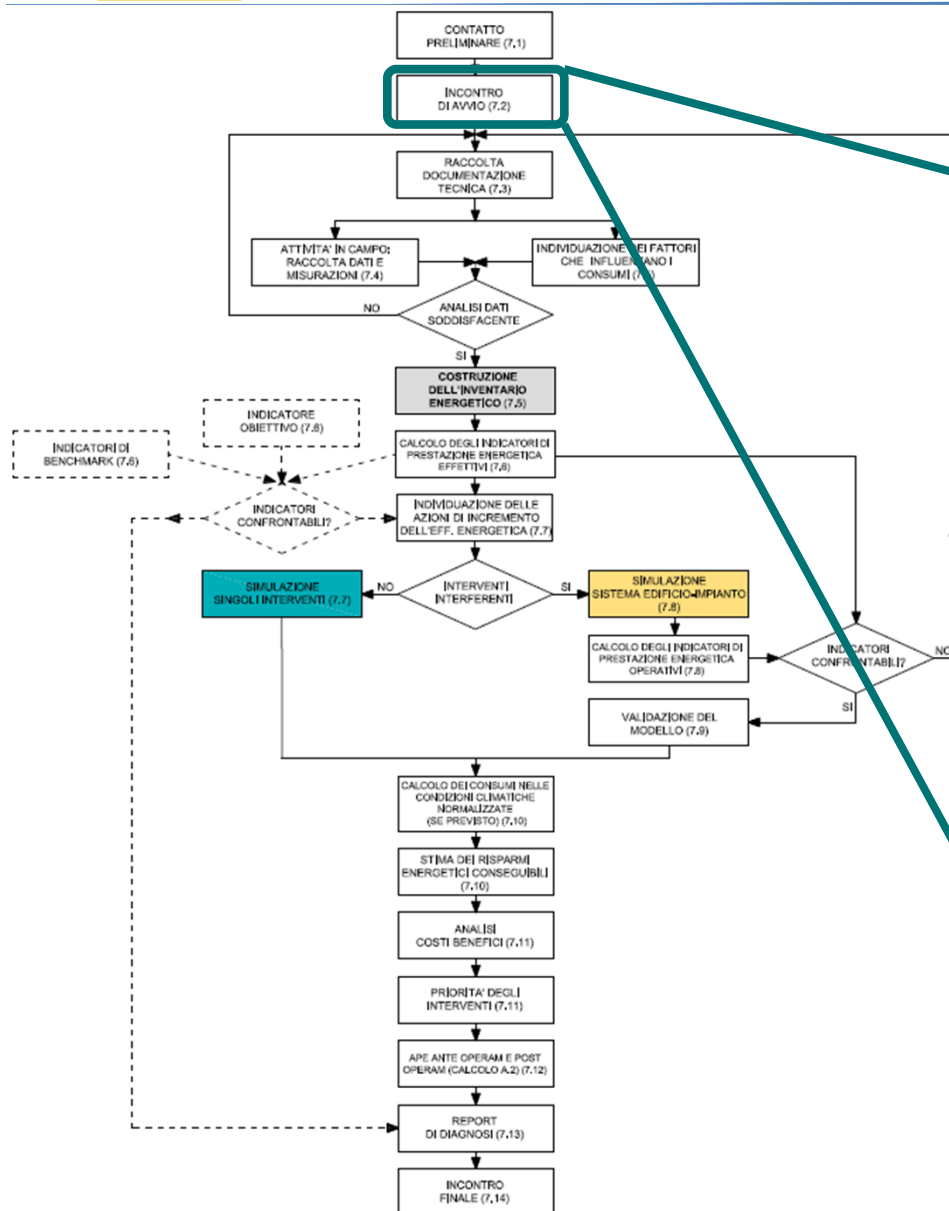 CONTATTO
PRELIMINARE (7.1)
INCONTRO
DI AVVIO (7.2)
RACCOLTA
DOCUMENTAZIONE
TECNICA (7.3)
ATTIVITA' IN CAMPO:
RACCOLTA DATI E
MISURAZIONI (7.4)
INDIVIDUAZIONE DEI FATTORI
CHE INFLUENZANO I
CONSUMI
NO
ANALISI DATI
SODDISFACENTE
SI
COSTRUZIONE
DELL'INVENTARIO
ENERGETICO (7.5)
INDICATORE
OBIETTIVO (7.6)
INDICATORI DI
BENCHMARK (7.6)
CALCOLO DEGLI INDICATORI DI
PRESTAZIONE ENERGETICA
EFFETTIVI (7.6)
INDICATORI
CONFRONTABILI?
INDIVIDUAZIONE DELLE
AZIONI DI INCREMENTO
DELL'EFF. ENERGETICA (7.7)
SIMULAZIONE
SINGOLI INTERVENTI (7.7)
NO
INTERVENTI
INTERFERENTI
SI
SIMULAZIONE
SISTEMA EDIFICIO-IMPIANTO
(7.8)
CALCOLO DEGLI INDICATORI DI
PRESTAZIONE ENERGETICA
OPERATIVI (7.8)
INDICATORI
CONFRONTABILI?
NO
SI
VALIDAZIONE DEL
MODELLO (7.9)
CALCOLO DEI CONSUMI NELLE
CONDIZIONI CLIMATICHE
NORMALIZZATE
(SE PREVISTO) (7.10)
STIMA DEI RISPARMI
ENERGETICI CONSEGUIBILI
(7.10)
ANALISI
COSTI BENEFICI (7.11)
PRIORITA' DEGLI
INTERVENTI (7.11)
APE ANTE OPERAM E POST
OPERAM (CALCOLO A.2) (7.12)
REPORT
DI DIAGNOSI (7.13)
INCONTRO
FINALE (7.14)